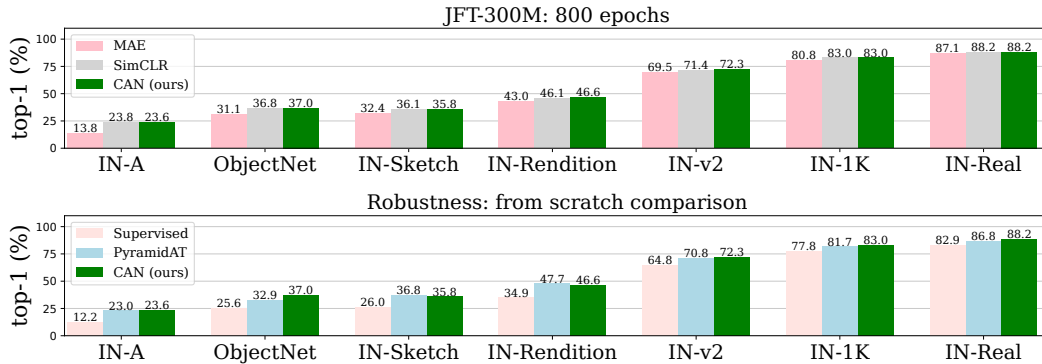 JFT-300M: 800 epochs
top-1 (%)
100
75
50
25
0
MAE
SimCLR
CAN (ours)
13.8 23.8 23.6
31.1 36.8 37.0
32.4 36.1 35.8
43.0 46.1 46.6
69.5 71.4 72.3
80.8 83.0 83.0
87.1 88.2 88.2
IN-A ObjectNet IN-Sketch IN-Rendition IN-v2 IN-1K IN-Real
Robustness: from scratch comparison
top-1 (%)
100
75
50
25
0
Supervised
PyramidAT
CAN (ours)
12.2 23.0 23.6
25.6 32.9 37.0
26.0 36.8 35.8
34.9 47.7 46.6
64.8 70.8 72.3
77.8 81.7 83.0
82.9 86.8 88.2
IN-A ObjectNet IN-Sketch IN-Rendition IN-v2 IN-1K IN-Real